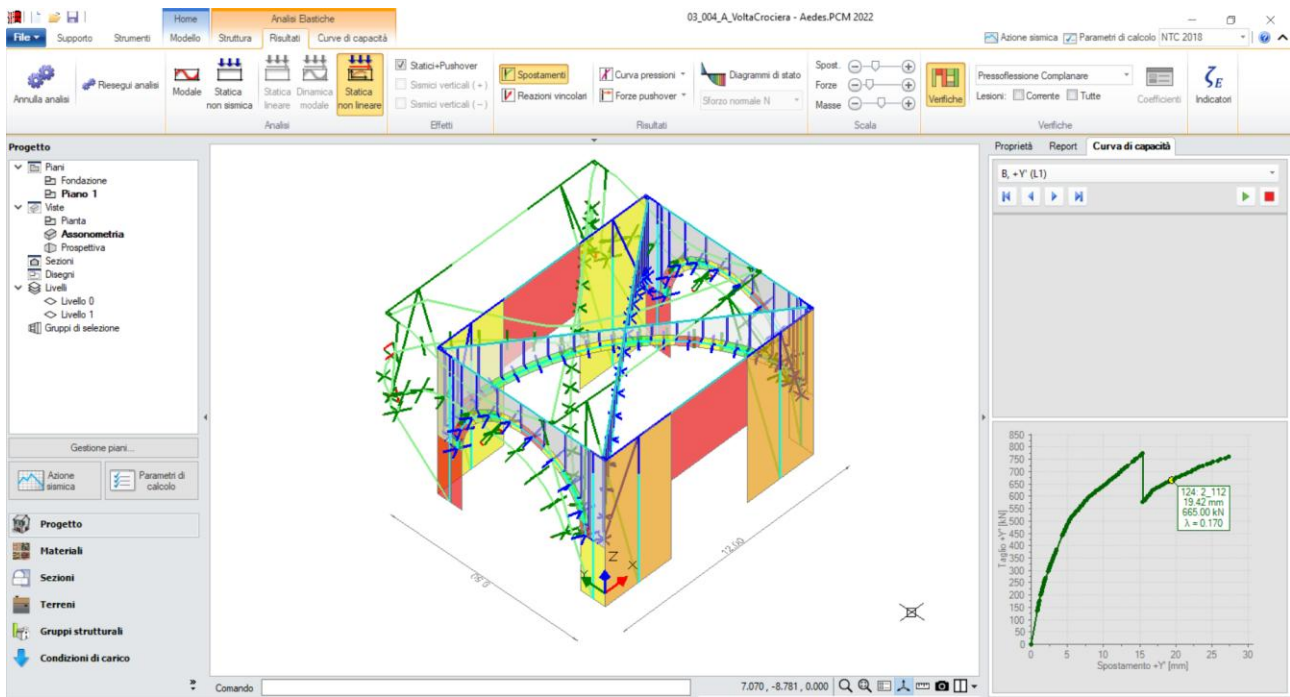 Home
Analisi Elastiche
03_004_A_VoltaCrociera - Aedes.PCM 2022
File
Supporto
Strumenti
Modello
Struttura
Risultati
Curve di capacità
Azione sismica
Parametri di calcolo
NTC 2018
Annulla analisi
Riesegui analisi
Modale
Statica non sismica
Statica lineare
Dinamica modale
Statica non lineare
Analisi
Statici+Pushover
Sismici verticali (+)
Sismici verticali (−)
Effetti
Spostamenti
Reazioni vincolari
Curva pressioni
Forze pushover
Diagrammi di stato
Sforzo normale N
Risultati
Spost.
Forze
Masse
Scala
Verifiche
Pressoflessione Complanare
Lesioni:
Corrente
Tutte
Coefficienti
Verifiche
ζE
Indicatori
Progetto
Piani
Fondazione
Piano 1
Viste
Pianta
Assonometria
Prospettiva
Sezioni
Disegni
Livelli
Livello 0
Livello 1
Gruppi di selezione
Gestione piani...
Azione sismica
Parametri di calcolo
Progetto
Materiali
Sezioni
Terreni
Gruppi strutturali
Condizioni di carico
Z
X
Y
12.00
Comando
7.070 , -8.781 , 0.000
Proprietà
Report
Curva di capacità
B, +Y' (L1)
850
800
750
700
650
600
550
500
450
400
350
300
250
200
150
100
50
0
Taglio +Y' [kN]
124: 2_112
19.42 mm
665.00 kN
λ = 0.170
0 5 10 15 20 25 30
Spostamento +Y' [mm]